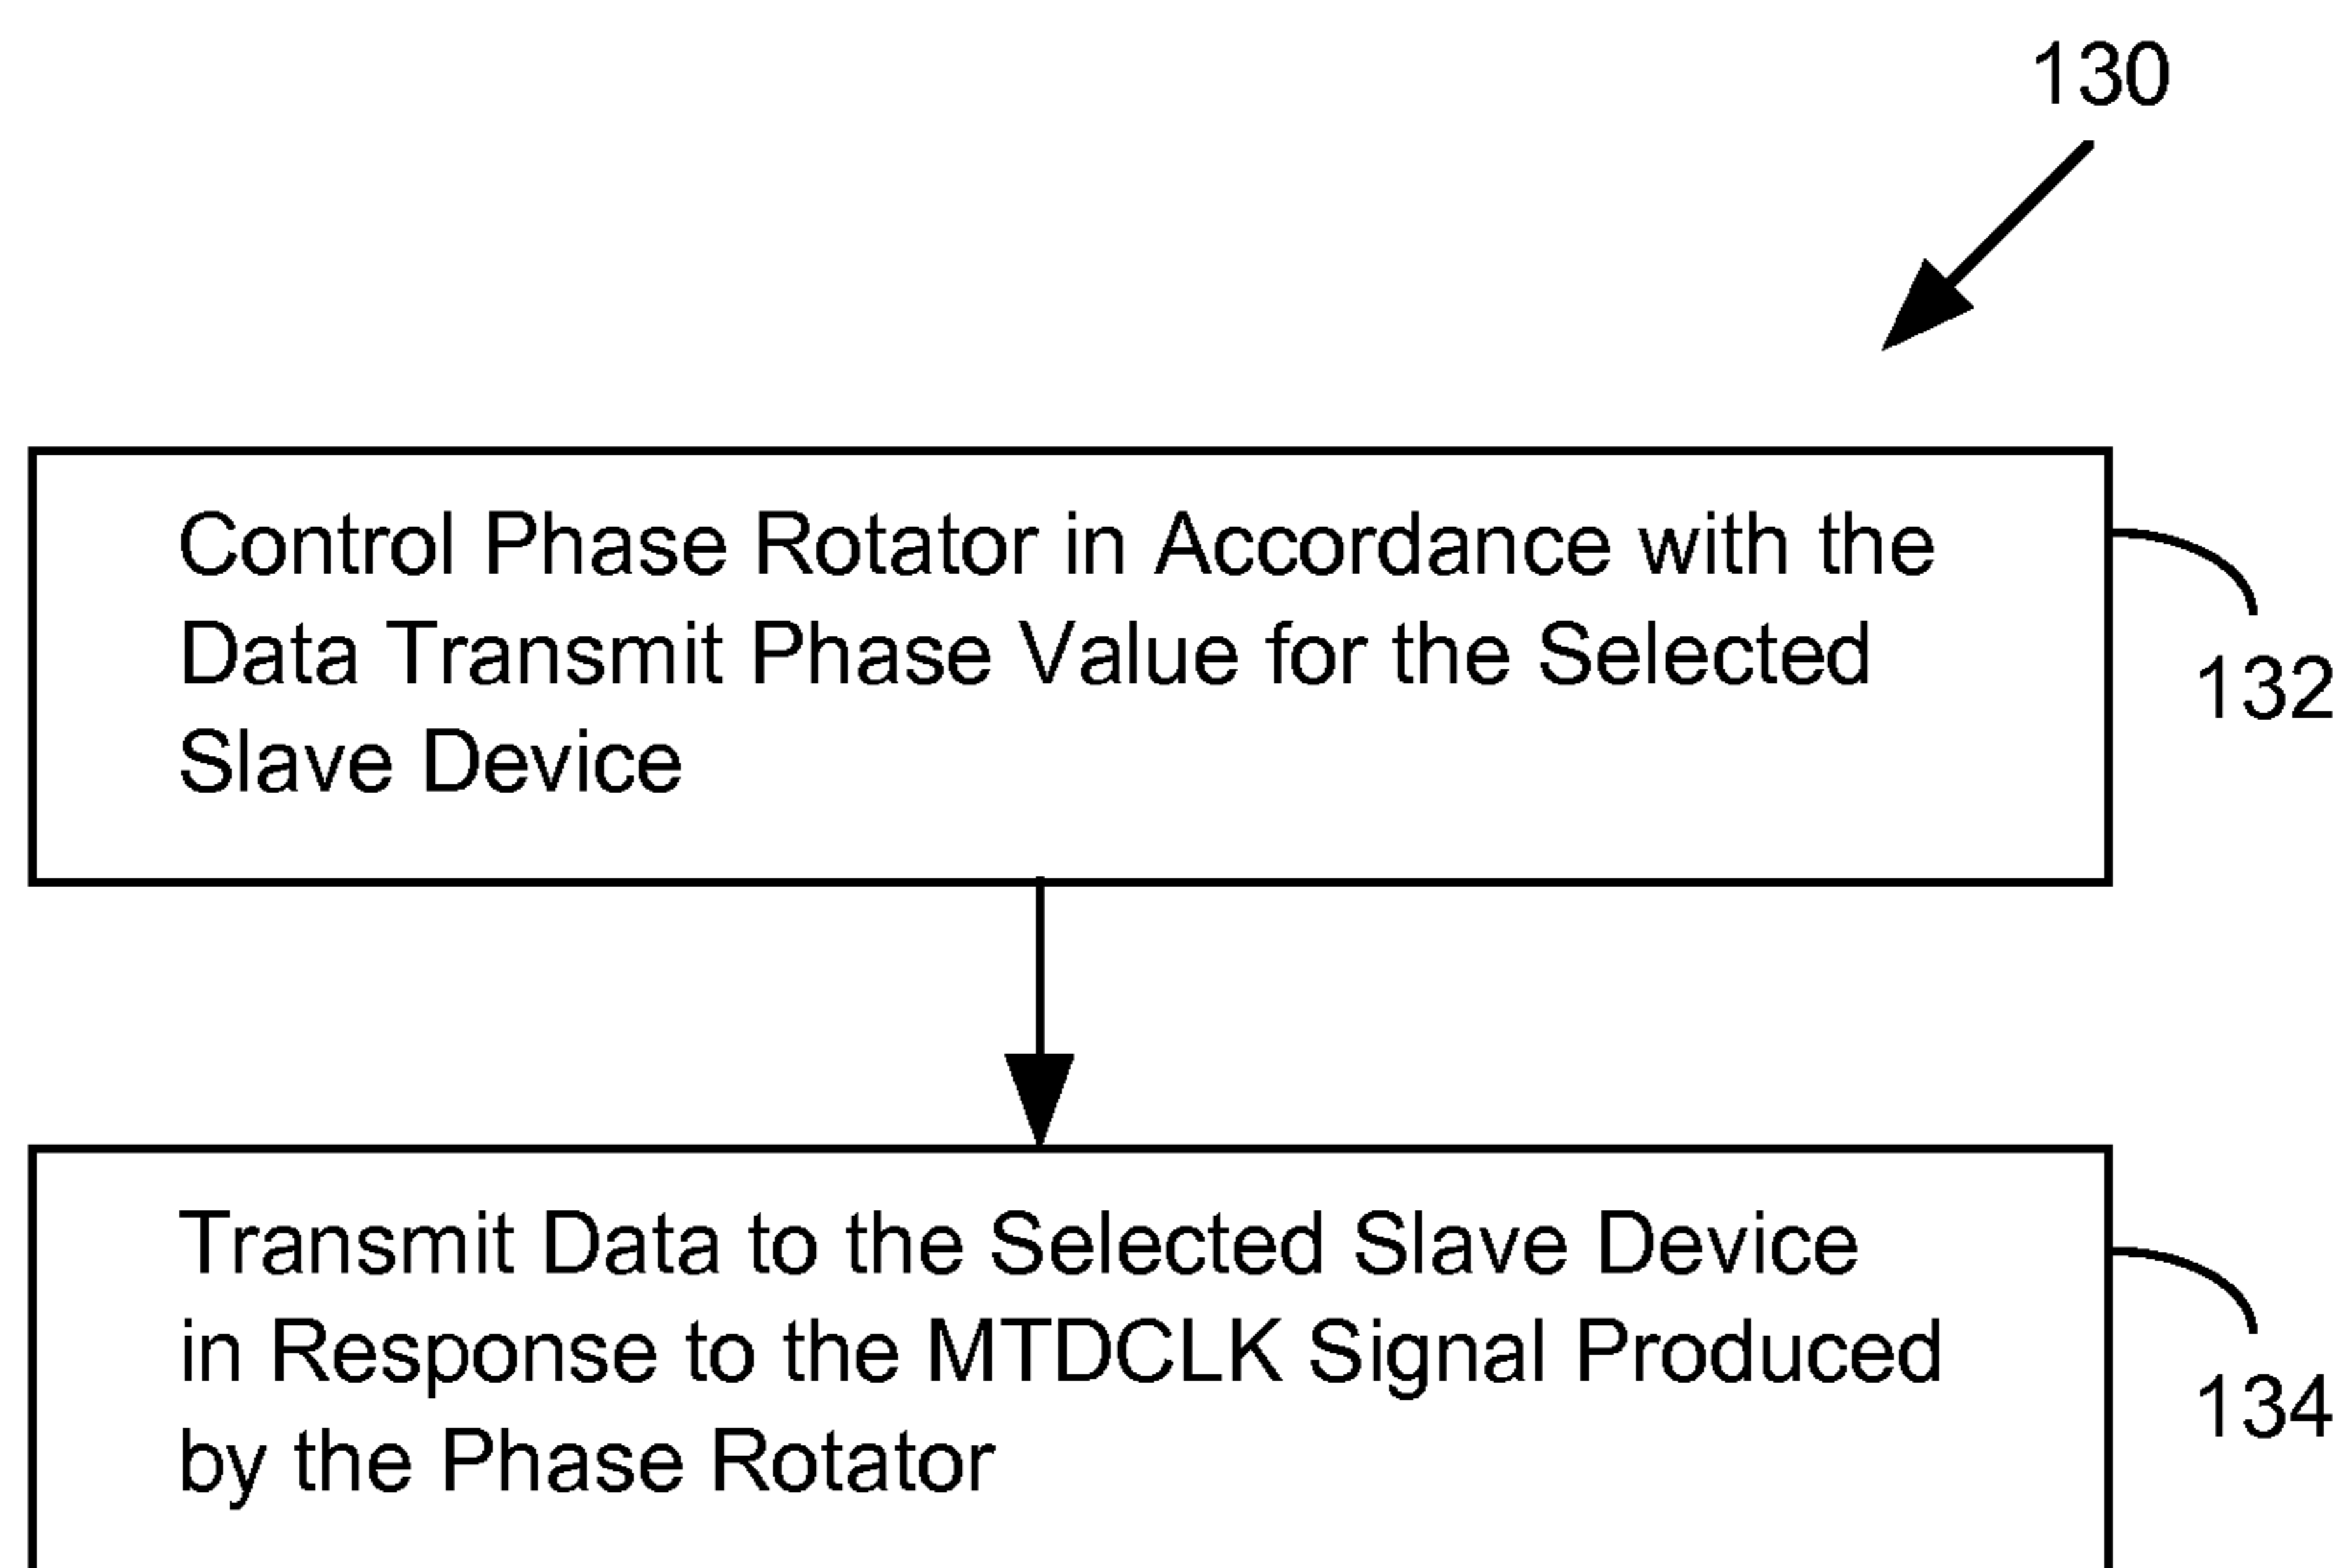 130
Control Phase Rotator in Accordance with the
Data Transmit Phase Value for the Selected
Slave Device
132
Transmit Data to the Selected Slave Device
in Response to the MTDCLK Signal Produced
by the Phase Rotator
134